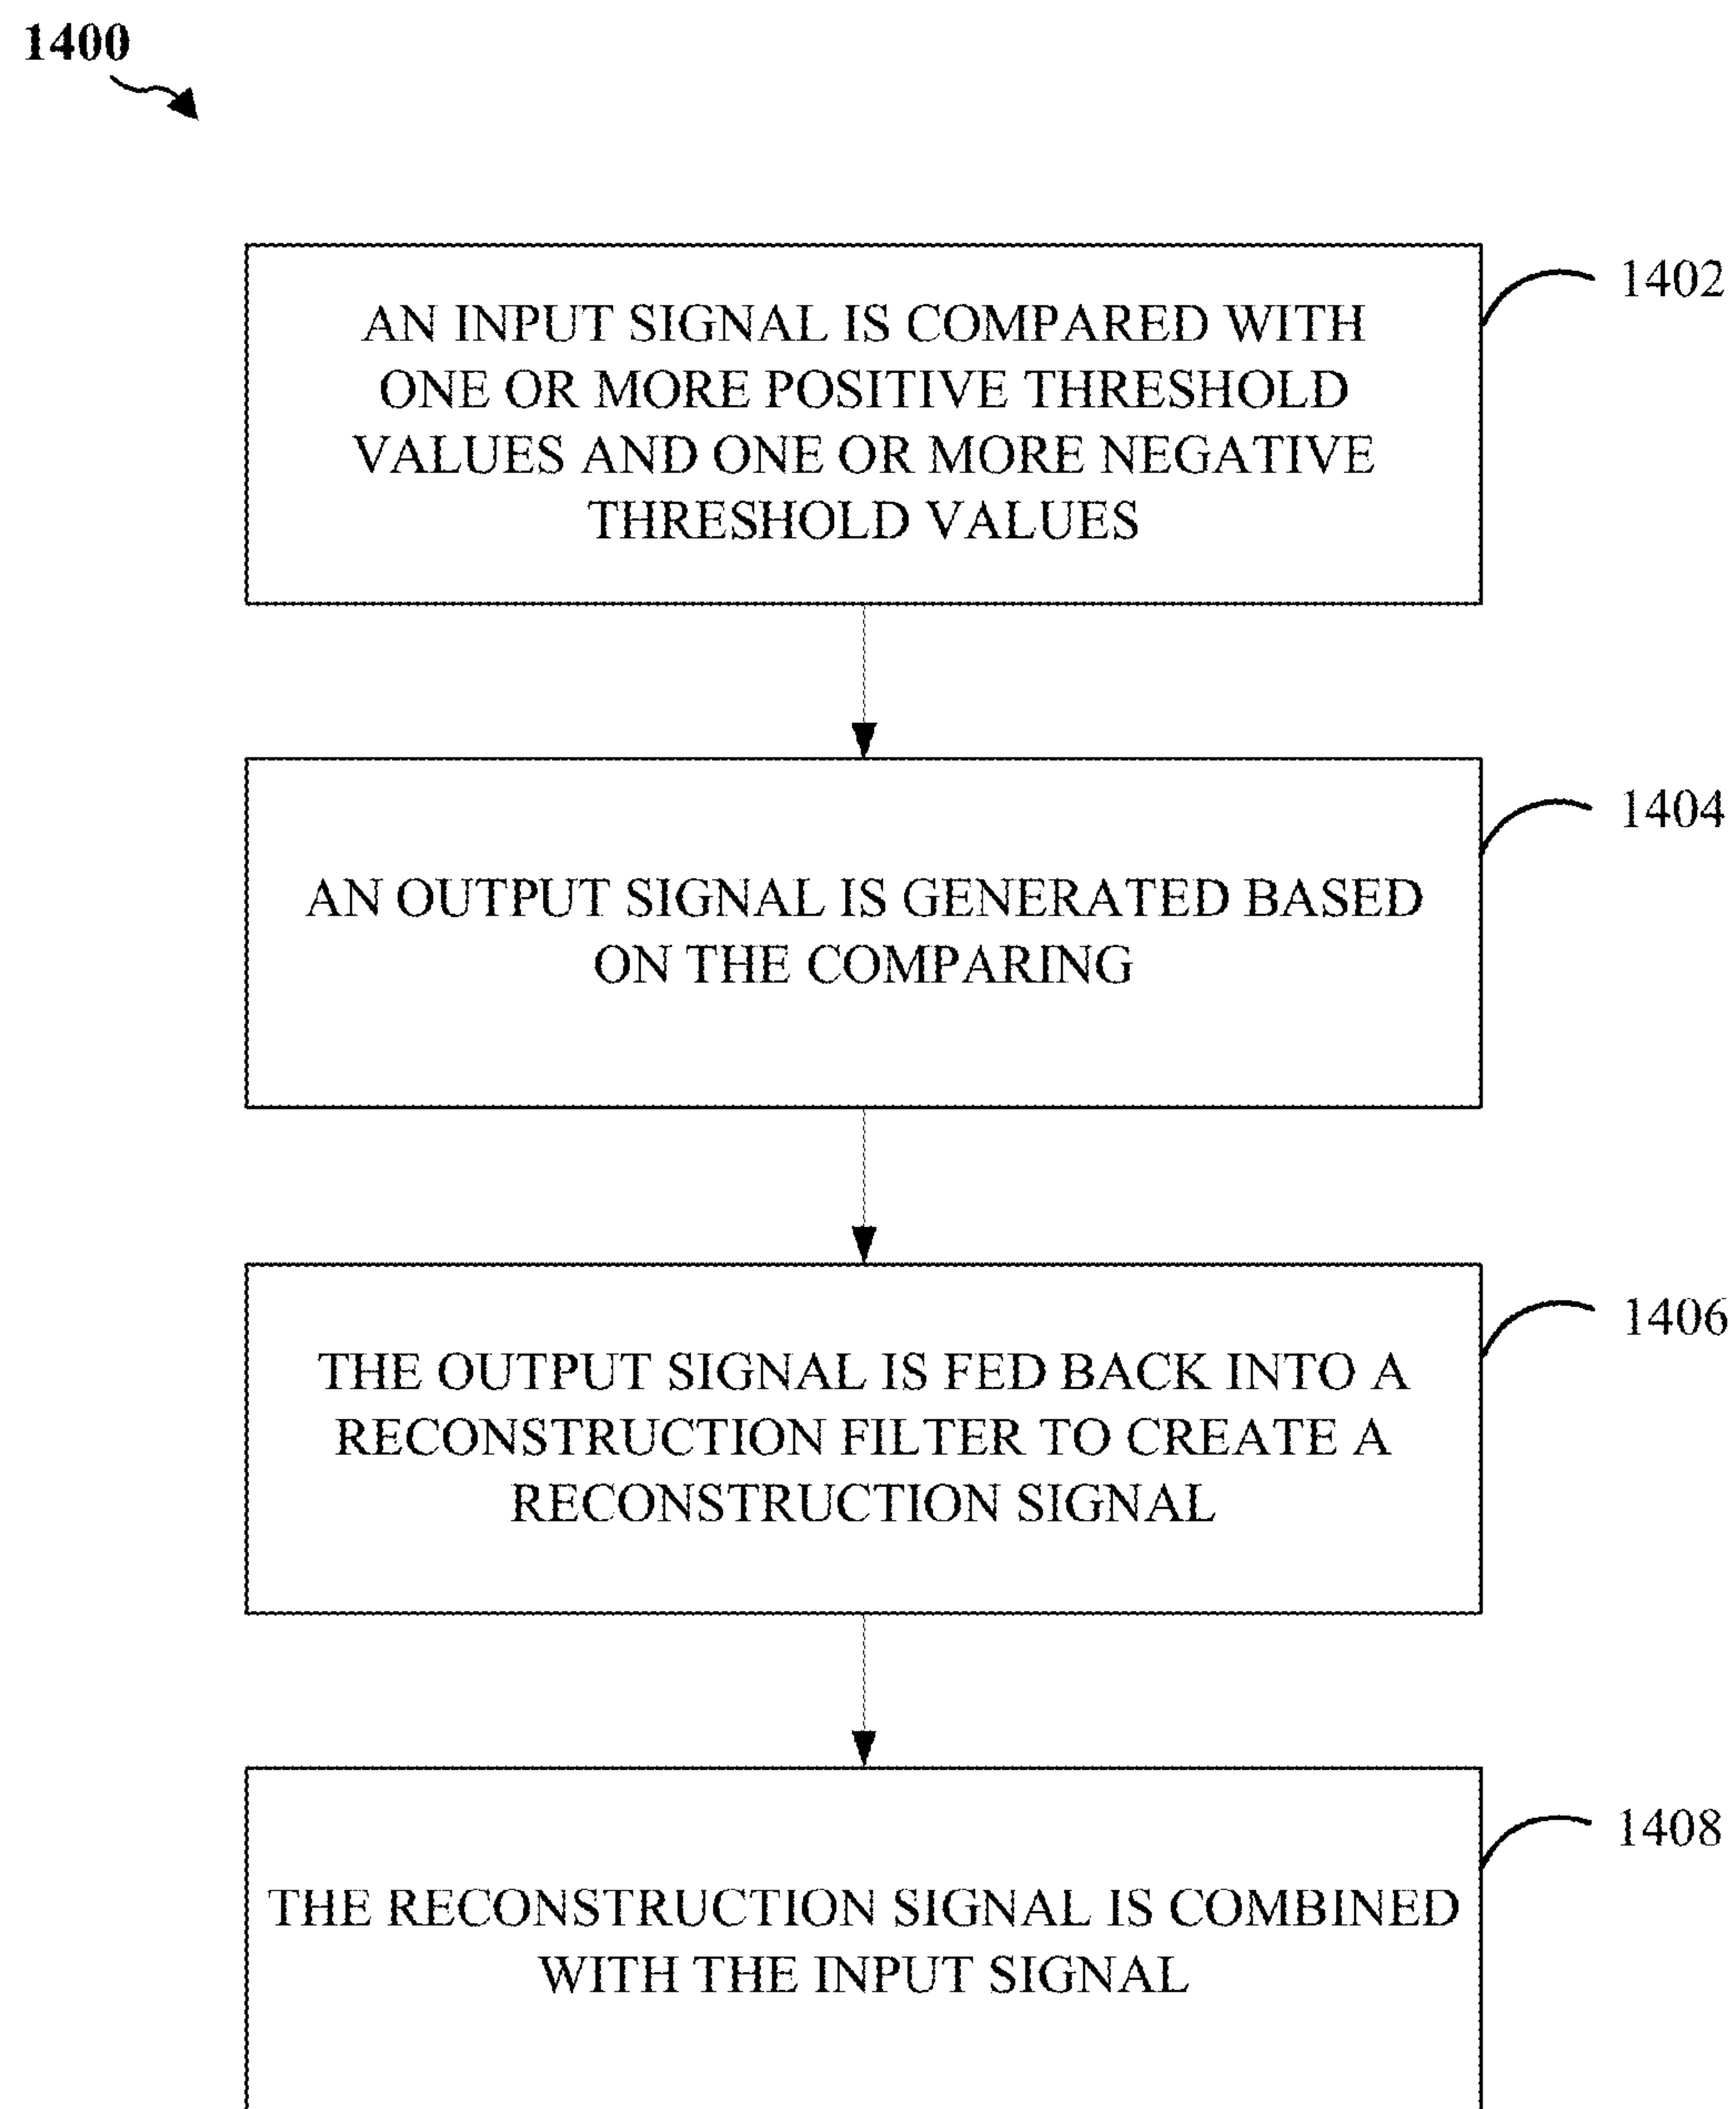 1400
AN INPUT SIGNAL IS COMPARED WITH
ONE OR MORE POSITIVE THRESHOLD
VALUES AND ONE OR MORE NEGATIVE
THRESHOLD VALUES
1402
AN OUTPUT SIGNAL IS GENERATED BASED
ON THE COMPARING
1404
THE OUTPUT SIGNAL IS FED BACK INTO A
RECONSTRUCTION FILTER TO CREATE A
RECONSTRUCTION SIGNAL
1406
THE RECONSTRUCTION SIGNAL IS COMBINED
WITH THE INPUT SIGNAL
1408